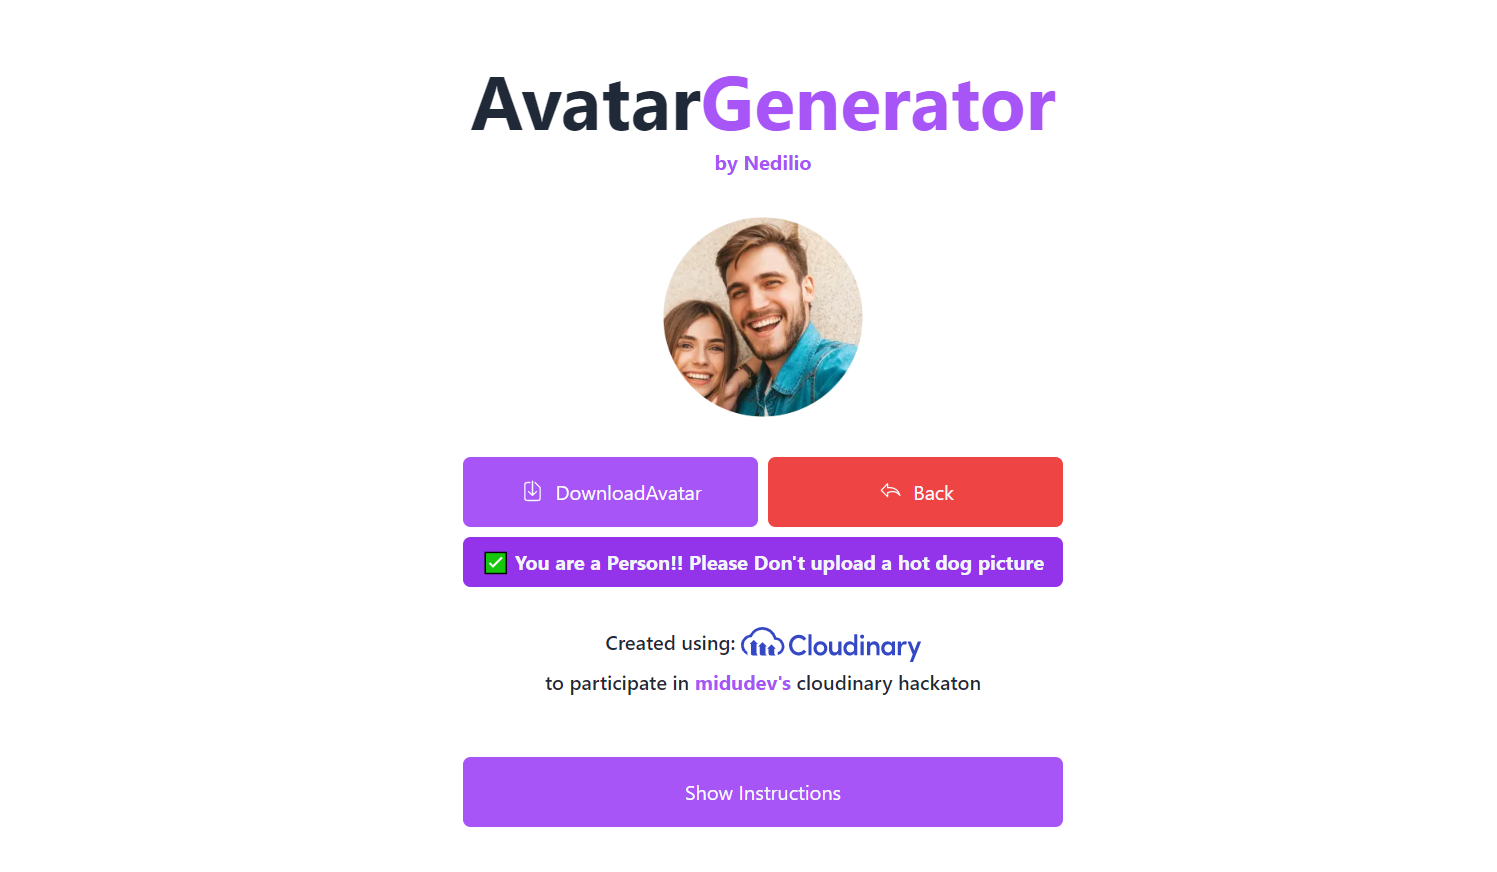 AvatarGenerator
by Nedilio
DownloadAvatar
Back
✅ You are a Person!! Please Don't upload a hot dog picture
Created using: Cloudinary
to participate in midudev's cloudinary hackaton
Show Instructions